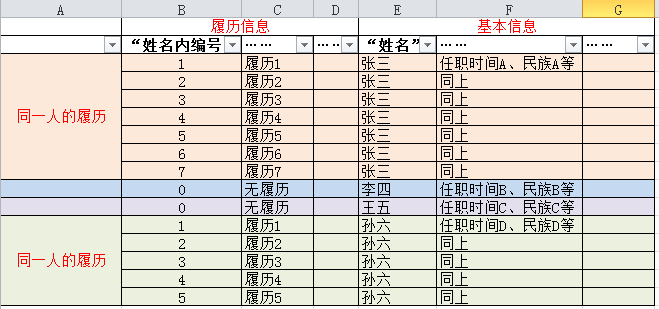 A B C D E F G
履历信息 基本信息
“姓名内编号 …… …… “姓名” …… ……
1 履历1 张三 任职时间A、民族A等
2 履历2 张三 同上
3 履历3 张三 同上
同一人的履历 4 履历4 张三 同上
5 履历5 张三 同上
6 履历6 张三 同上
7 履历7 张三 同上
0 无履历 李四 任职时间B、民族B等
0 无履历 王五 任职时间C、民族C等
1 履历1 孙六 任职时间D、民族D等
2 履历2 孙六 同上
同一人的履历 3 履历3 孙六 同上
4 履历4 孙六 同上
5 履历5 孙六 同上